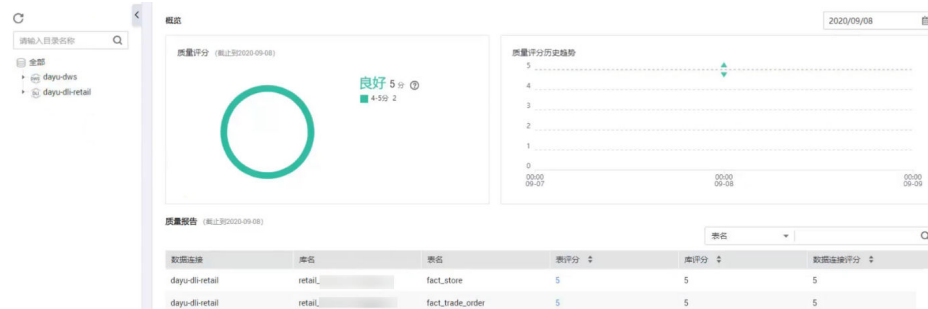 概览
2020/09/08
请输入目录名称
全部
dayu-dws
dayu-dli-retail
质量评分 (截止到2020-09-08)
良好 5分
4-5分 2
质量评分历史趋势
5
4
3
2
1
0
00:00
09-07
00:00
09-08
00:00
09-09
质量报告 (截止到2020-09-08)
表名
数据连接 库名 表名 表评分 库评分 数据连接评分
dayu-dli-retail retail_ fact_store 5 5 5
dayu-dli-retail retail_ fact_trade_order 5 5 5